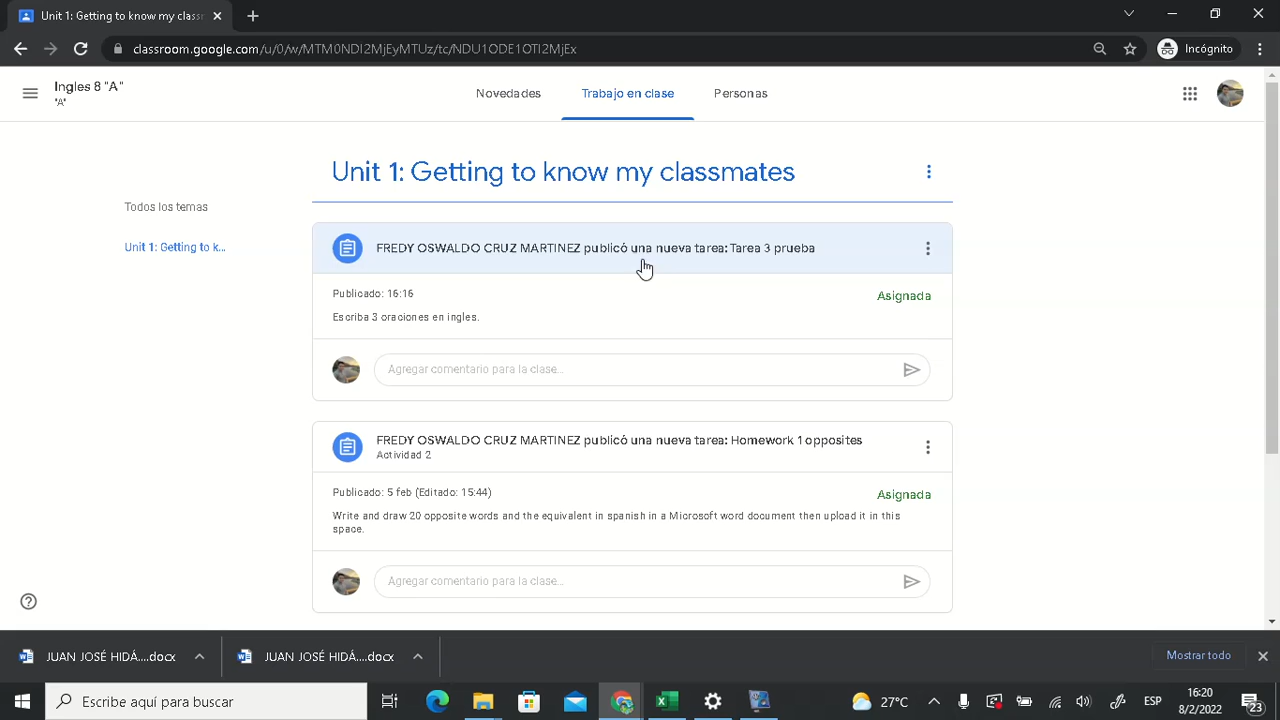 Unit 1: Getting to know my class
classroom.google.com/u/0/w/MTM0NDI2MjEyMTUz/tc/NDU1ODE1OTI2MjEx
Incógnito
Ingles 8 "A"
"A"
Novedades
Trabajo en clase
Personas
Unit 1: Getting to know my classmates
Todos los temas
Unit 1: Getting to k...
FREDY OSWALDO CRUZ MARTINEZ publicó una nueva tarea: Tarea 3 prueba
Publicado: 16:16
Asignada
Escriba 3 oraciones en ingles.
Agregar comentario para la clase...
FREDY OSWALDO CRUZ MARTINEZ publicó una nueva tarea: Homework 1 opposites
Actividad 2
Publicado: 5 feb (Editado: 15:44)
Asignada
Write and draw 20 opposite words and the equivalent in spanish in a Microsoft word document then upload it in this
space.
Agregar comentario para la clase...
JUAN JOSÉ HIDÁ....docx
JUAN JOSÉ HIDÁ....docx
Mostrar todo
Escribe aquí para buscar
27°C
ESP
16:20
8/2/2022
23